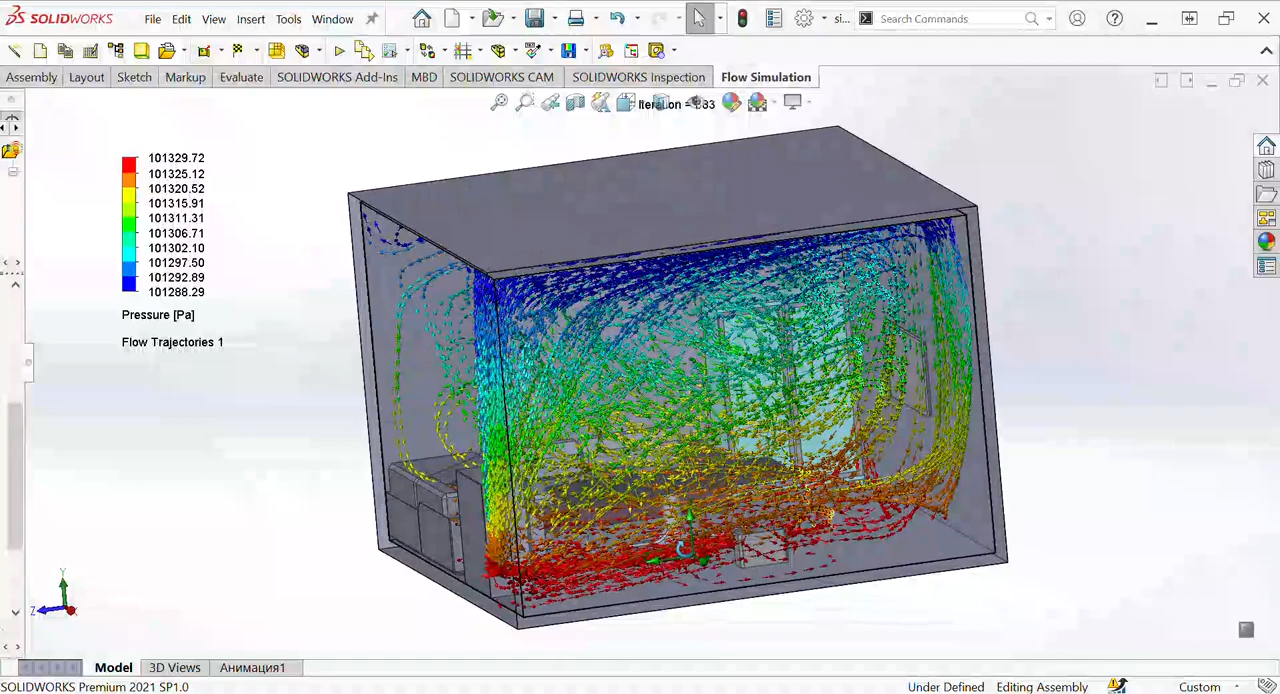 SOLIDWORKS File Edit View Insert Tools Window si... Search Commands
Assembly Layout Sketch Markup Evaluate SOLIDWORKS Add-Ins MBD SOLIDWORKS CAM SOLIDWORKS Inspection Flow Simulation
Iteration =
101329.72
101325.12
101320.52
101315.91
101311.31
101306.71
101302.10
101297.50
101292.89
101288.29
Pressure [Pa]
Flow Trajectories 1
Y
Z
Model 3D Views Анимация1
SOLIDWORKS Premium 2021 SP1.0 Under Defined Editing Assembly Custom